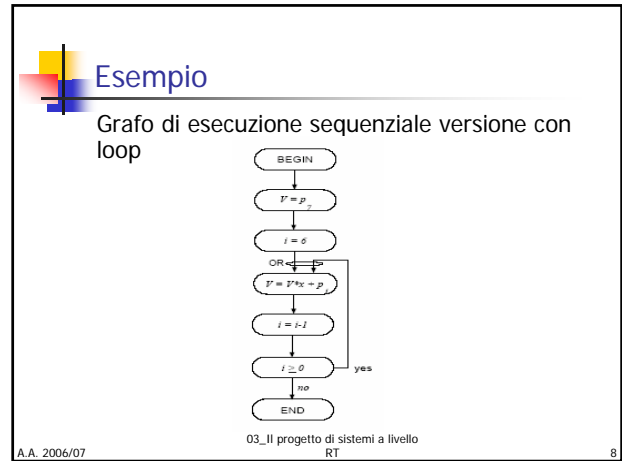 Esempio
Grafo di esecuzione sequenziale versione con
loop
BEGIN
V = p7
i = 6
OR
V = V*x + pi
i = i-1
i ≥ 0
yes
no
END
03_Il progetto di sistemi a livello
RT
A.A. 2006/07
8